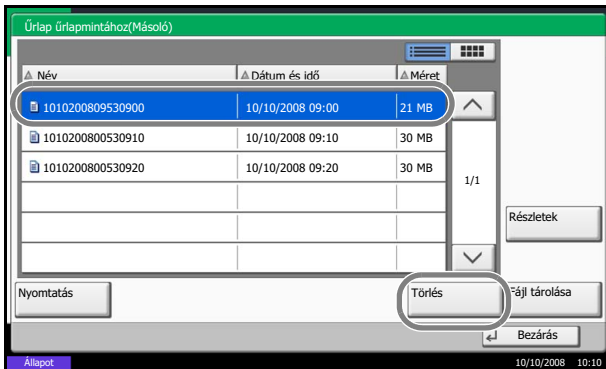 Űrlap űrlapmintához(Másoló)
Név Dátum és idő Méret
1010200809530900 10/10/2008 09:00 21 MB
1010200800530910 10/10/2008 09:10 30 MB
1010200800530920 10/10/2008 09:20 30 MB
1/1
Részletek
Nyomtatás Törlés Fájl tárolása
Bezárás
Állapot 10/10/2008 10:10